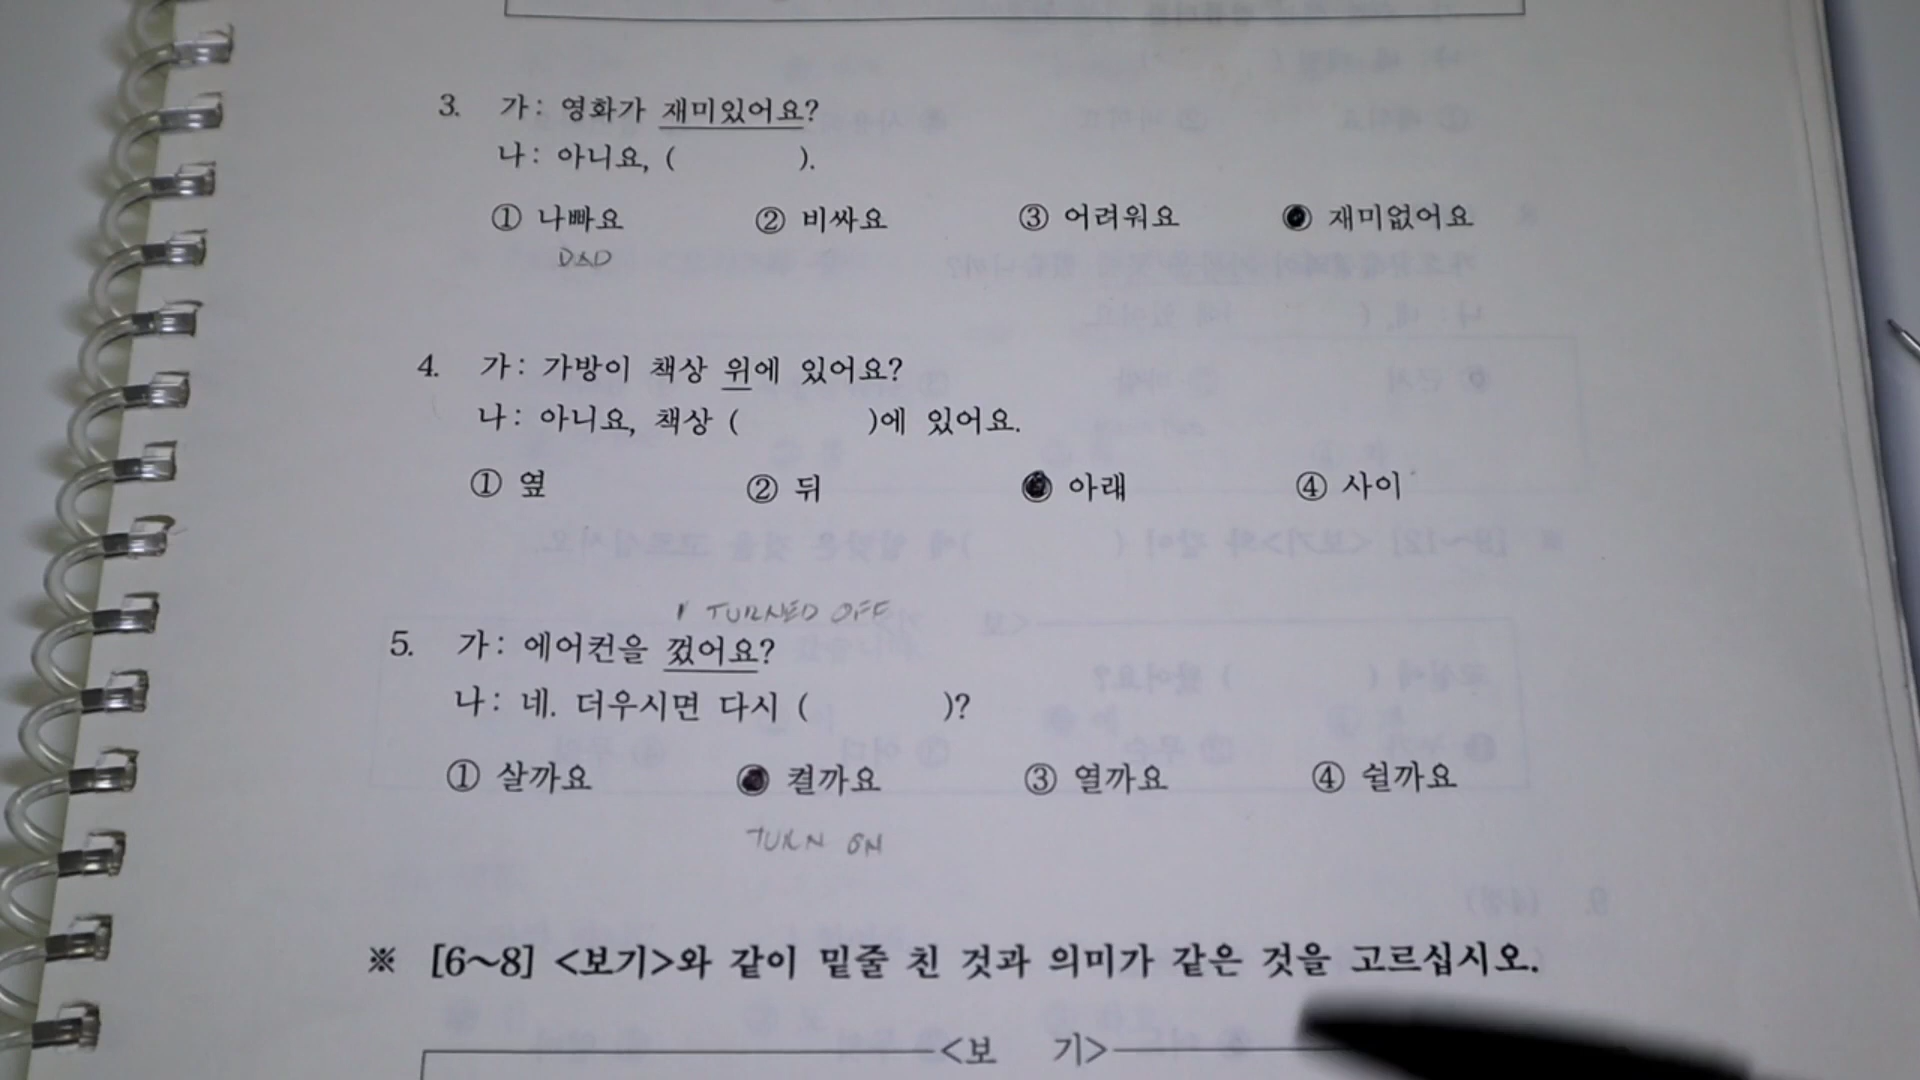 3. 가: 영화가 재미있어요?
나: 아니요, ( ).
① 나빠요 ② 비싸요 ③ 어려워요 ● 재미없어요
DAD
4. 가: 가방이 책상 위에 있어요?
나: 아니요, 책상 ( )에 있어요.
① 옆 ② 뒤 ● 아래 ④ 사이
I TURNED OFF
5. 가: 에어컨을 껐어요?
나: 네. 더우시면 다시 ( )?
① 살까요 ● 켤까요 ③ 열까요 ④ 쉴까요
TURN ON
※ [6~8] <보기>와 같이 밑줄 친 것과 의미가 같은 것을 고르십시오.
<보 기>